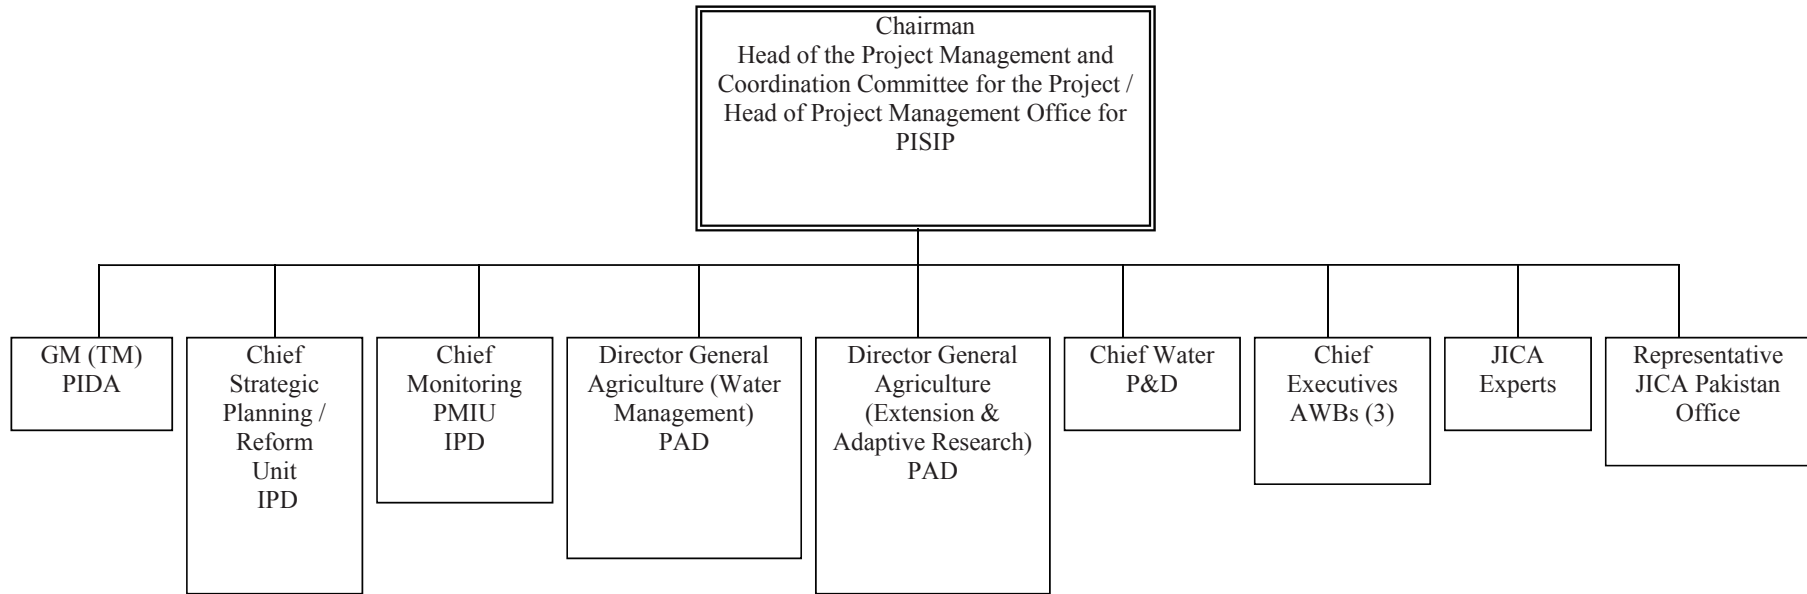 Chairman
Head of the Project Management and
Coordination Committee for the Project /
Head of Project Management Office for
PISIP
GM (TM)
PIDA
Chief
Strategic
Planning /
Reform
Unit
IPD
Chief
Monitoring
PMIU
IPD
Director General
Agriculture (Water
Management)
PAD
Director General
Agriculture
(Extension &
Adaptive Research)
PAD
Chief Water
P&D
Chief
Executives
AWBs (3)
JICA
Experts
Representative
JICA Pakistan
Office